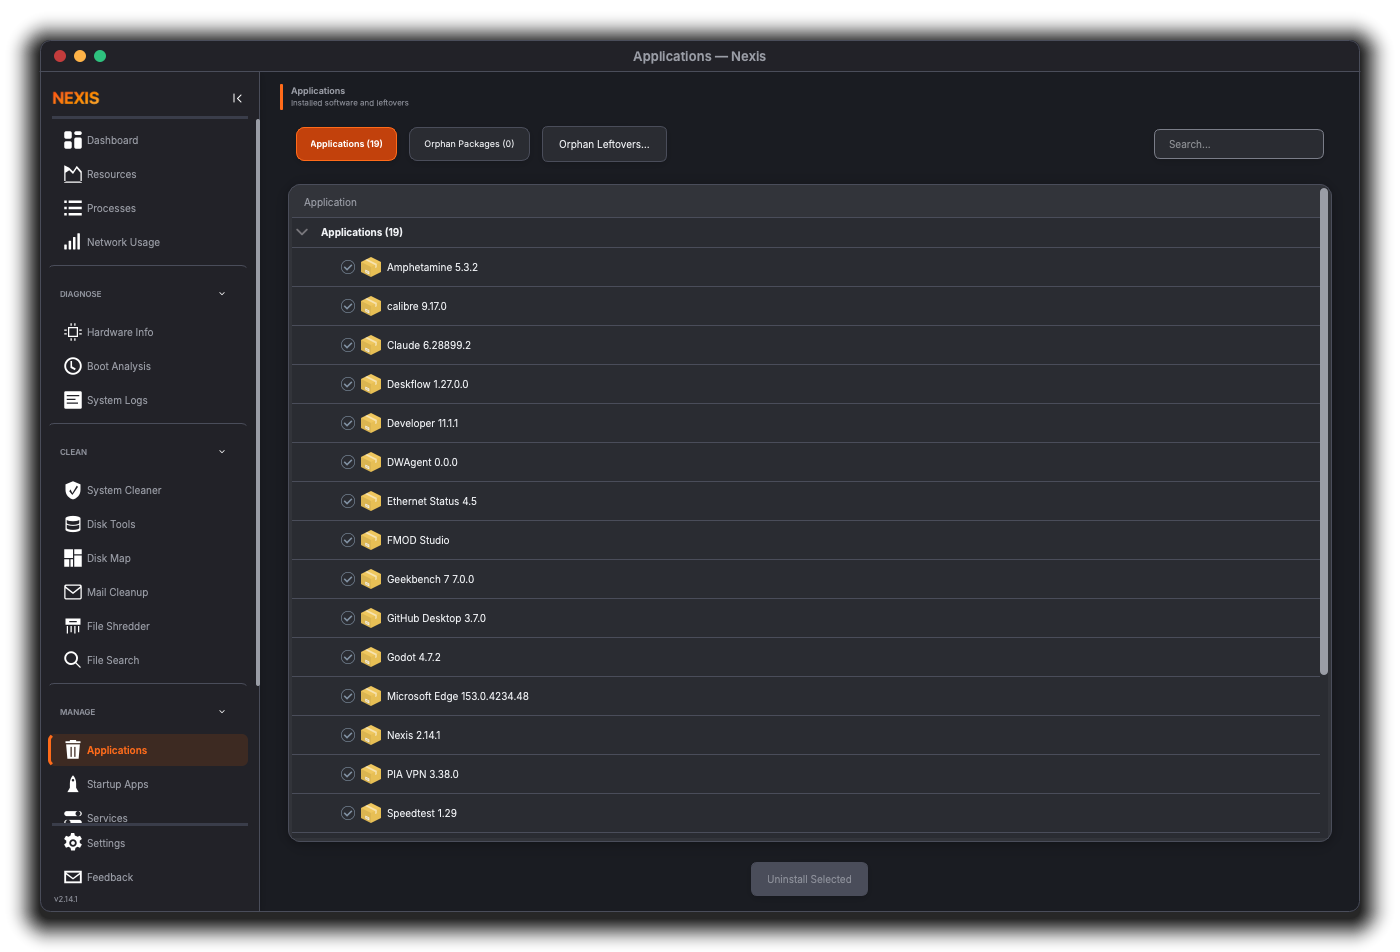 Applications — Nexis
NEXIS
Dashboard
Resources
Processes
Network Usage
DIAGNOSE
Hardware Info
Boot Analysis
System Logs
CLEAN
System Cleaner
Disk Tools
Disk Map
Mail Cleanup
File Shredder
File Search
MANAGE
Applications
Startup Apps
Services
Settings
Feedback
v2.14.1
Applications
Installed software and leftovers
Applications (19)
Orphan Packages (0)
Orphan Leftovers...
Search...
Application
Applications (19)
Amphetamine 5.3.2
calibre 9.17.0
Claude 6.28899.2
Deskflow 1.27.0.0
Developer 11.1.1
DWAgent 0.0.0
Ethernet Status 4.5
FMOD Studio
Geekbench 7 7.0.0
GitHub Desktop 3.7.0
Godot 4.7.2
Microsoft Edge 153.0.4234.48
Nexis 2.14.1
PIA VPN 3.38.0
Speedtest 1.29
Uninstall Selected